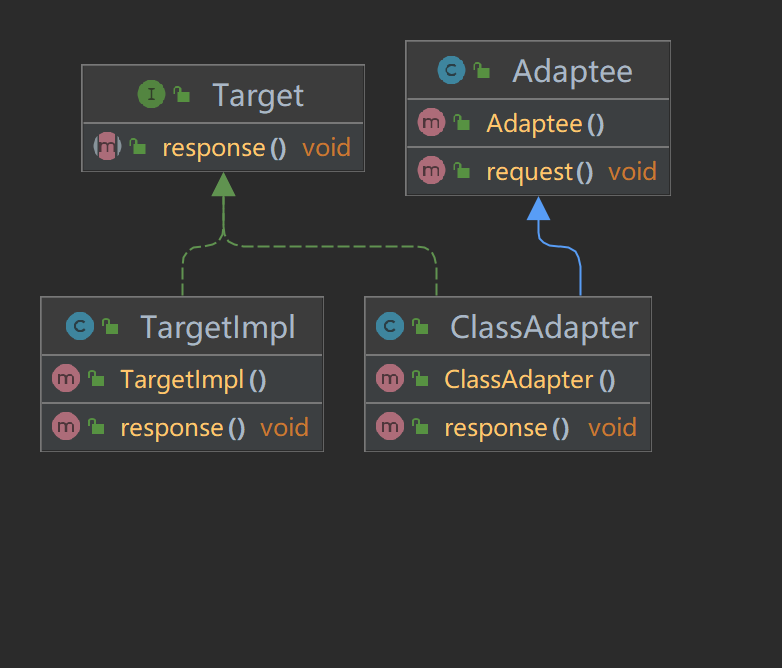 I Target
m response() void
C Adaptee
m Adaptee()
m request() void
C TargetImpl
m TargetImpl()
m response() void
C ClassAdapter
m ClassAdapter()
m response() void